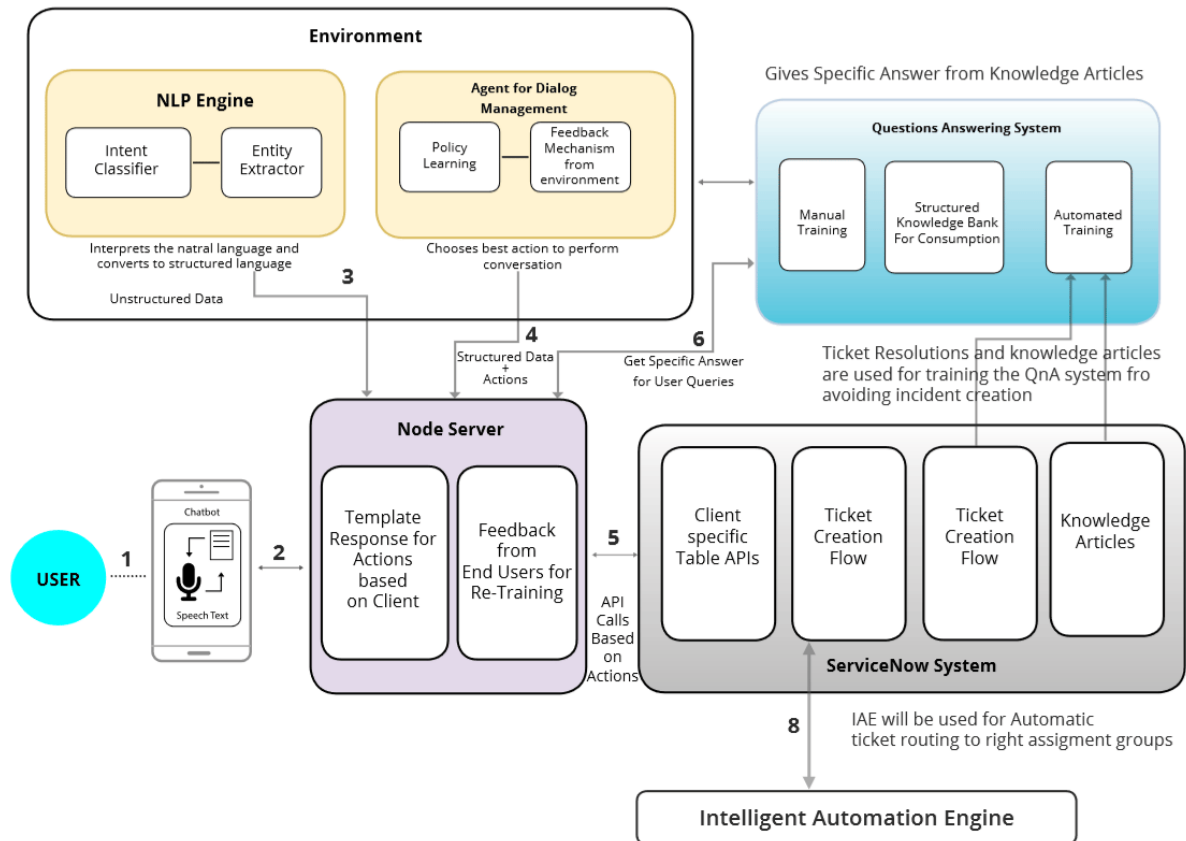 Environment
NLP Engine
Intent
Classifier
Entity
Extractor
Interprets the natral language and
converts to structured language
Agent for Dialog
Management
Policy
Learning
Feedback
Mechanism
from
environment
Chooses best action to perform
conversation
3
Unstructured Data
4
Structured Data
+
Actions
6
Get Specific Answer
for User Queries
Gives Specific Answer from Knowledge Articles
Questions Answering System
Manual
Training
Structured
Knowledge Bank
For Consumption
Automated
Training
Ticket Resolutions and knowledge articles
are used for training the QnA system fro
avoiding incident creation
USER
1
Chatbot
Speech Text
2
Node Server
Template
Response for
Actions
based
on Client
Feedback
from
End Users for
Re-Training
5
API
Calls
Based
on
Actions
Client
specific
Table APIs
Ticket
Creation
Flow
Ticket
Creation
Flow
Knowledge
Articles
ServiceNow System
8
IAE will be used for Automatic
ticket routing to right assigment groups
Intelligent Automation Engine